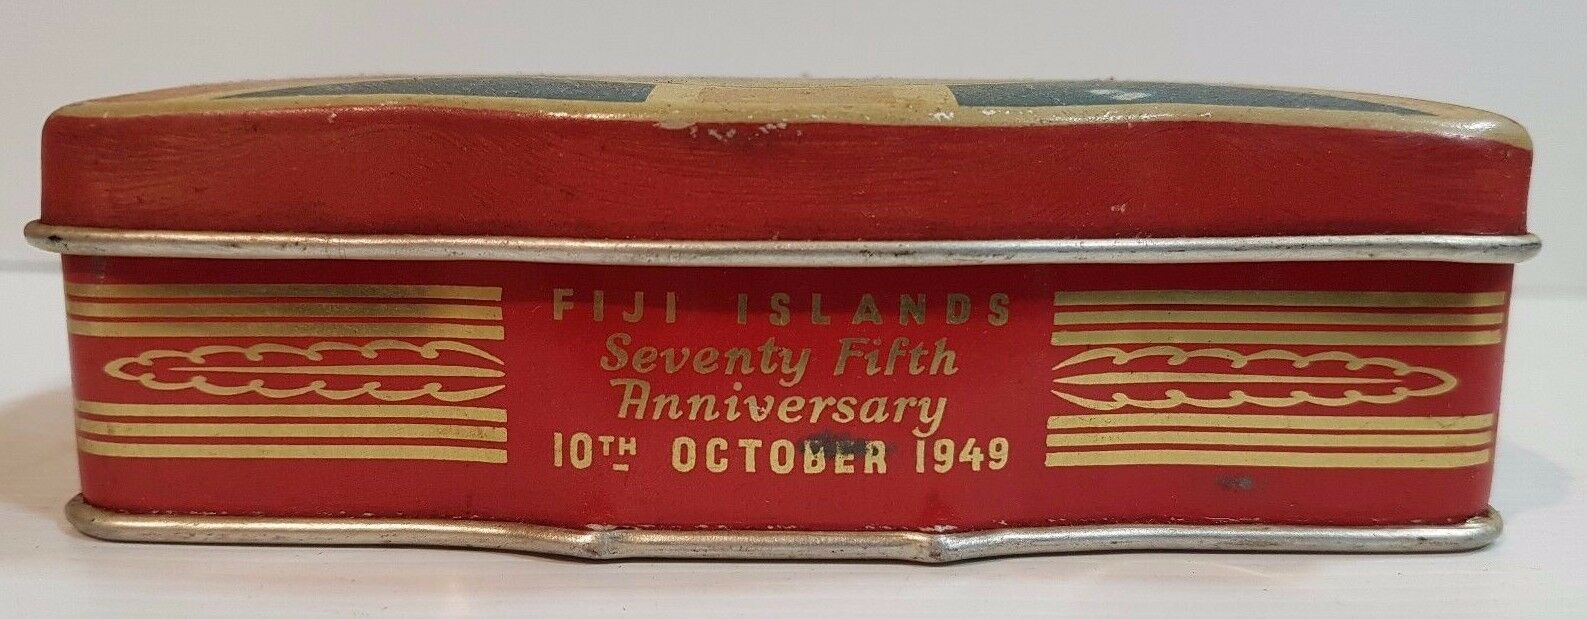 FIJI ISLANDS
Seventy Fifth
Anniversary
10TH OCTOBER 1949